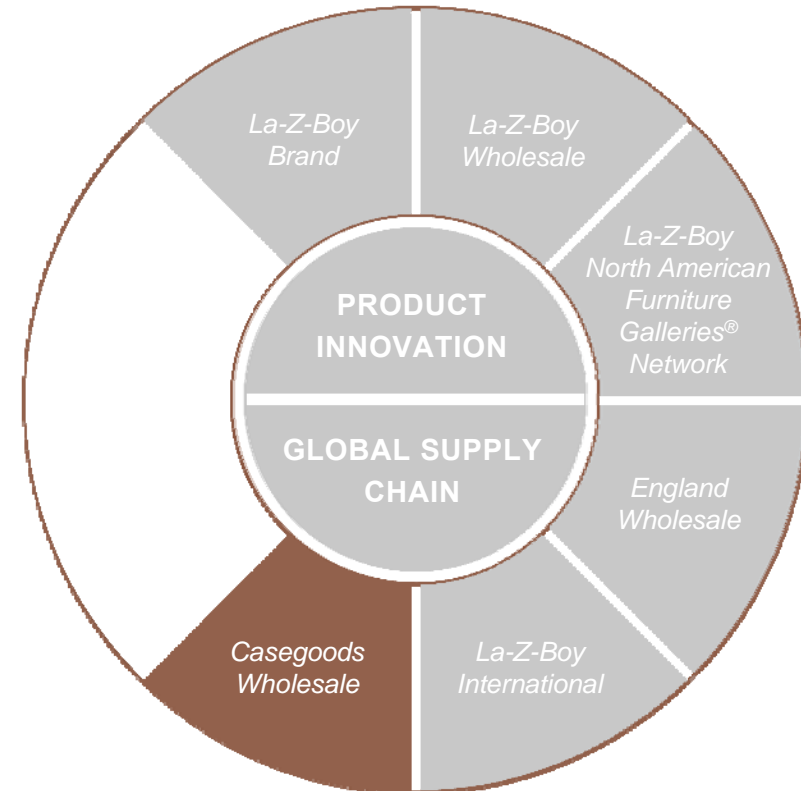 La-Z-Boy
Brand
La-Z-Boy
Wholesale
La-Z-Boy
North American
Furniture
Galleries®
Network
PRODUCT
INNOVATION
GLOBAL SUPPLY
CHAIN
England
Wholesale
Casegoods
Wholesale
La-Z-Boy
International